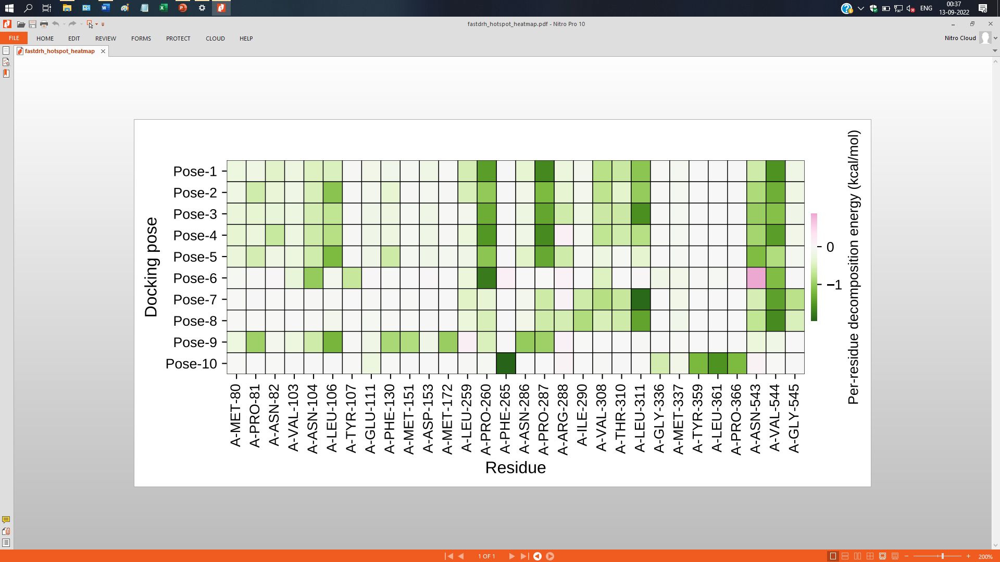 ENG
00:37
13-09-2022
fastdrh_hotspot_heatmap.pdf - Nitro Pro 10
FILE HOME EDIT REVIEW FORMS PROTECT CLOUD HELP
Nitro Cloud
fastdrh_hotspot_heatmap
Docking pose
Pose-1
Pose-2
Pose-3
Pose-4
Pose-5
Pose-6
Pose-7
Pose-8
Pose-9
Pose-10
A-MET-80
A-PRO-81
A-ASN-82
A-VAL-103
A-ASN-104
A-LEU-106
A-TYR-107
A-GLU-111
A-PHE-130
A-MET-151
A-ASP-153
A-MET-172
A-LEU-259
A-PRO-260
A-PHE-265
A-ASN-286
A-PRO-287
A-ARG-288
A-ILE-290
A-VAL-308
A-THR-310
A-LEU-311
A-GLY-336
A-MET-337
A-TYR-359
A-LEU-361
A-PRO-366
A-ASN-543
A-VAL-544
A-GLY-545
Residue
0
−1
Per-residue decomposition energy (kcal/mol)
1 OF 1
200%